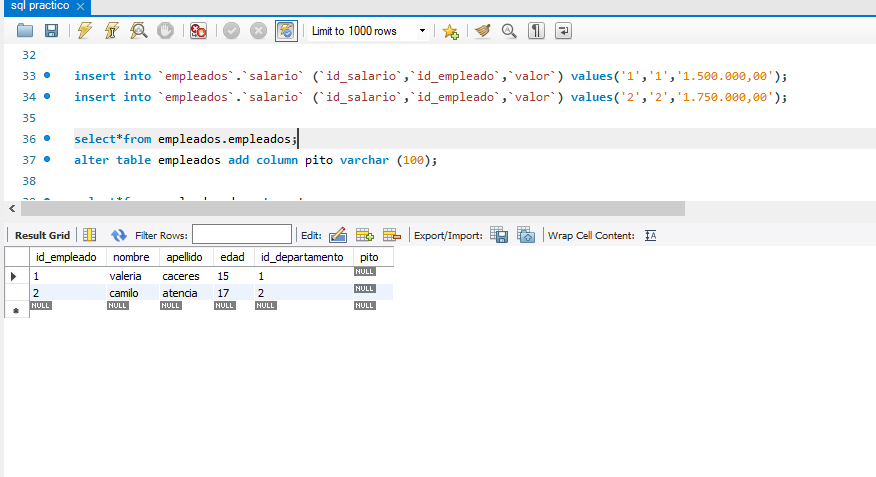 sql practico
Limit to 1000 rows
32
33 insert into `empleados`.`salario` (`id_salario`,`id_empleado`,`valor`) values('1','1','1.500.000,00');
34 insert into `empleados`.`salario` (`id_salario`,`id_empleado`,`valor`) values('2','2','1.750.000,00');
35
36 select*from empleados.empleados;
37 alter table empleados add column pito varchar (100);
38
Result Grid Filter Rows: Edit: Export/Import: Wrap Cell Content:
id_empleado nombre apellido edad id_departamento pito
1 valeria caceres 15 1 NULL
2 camilo atencia 17 2 NULL
NULL NULL NULL NULL NULL NULL